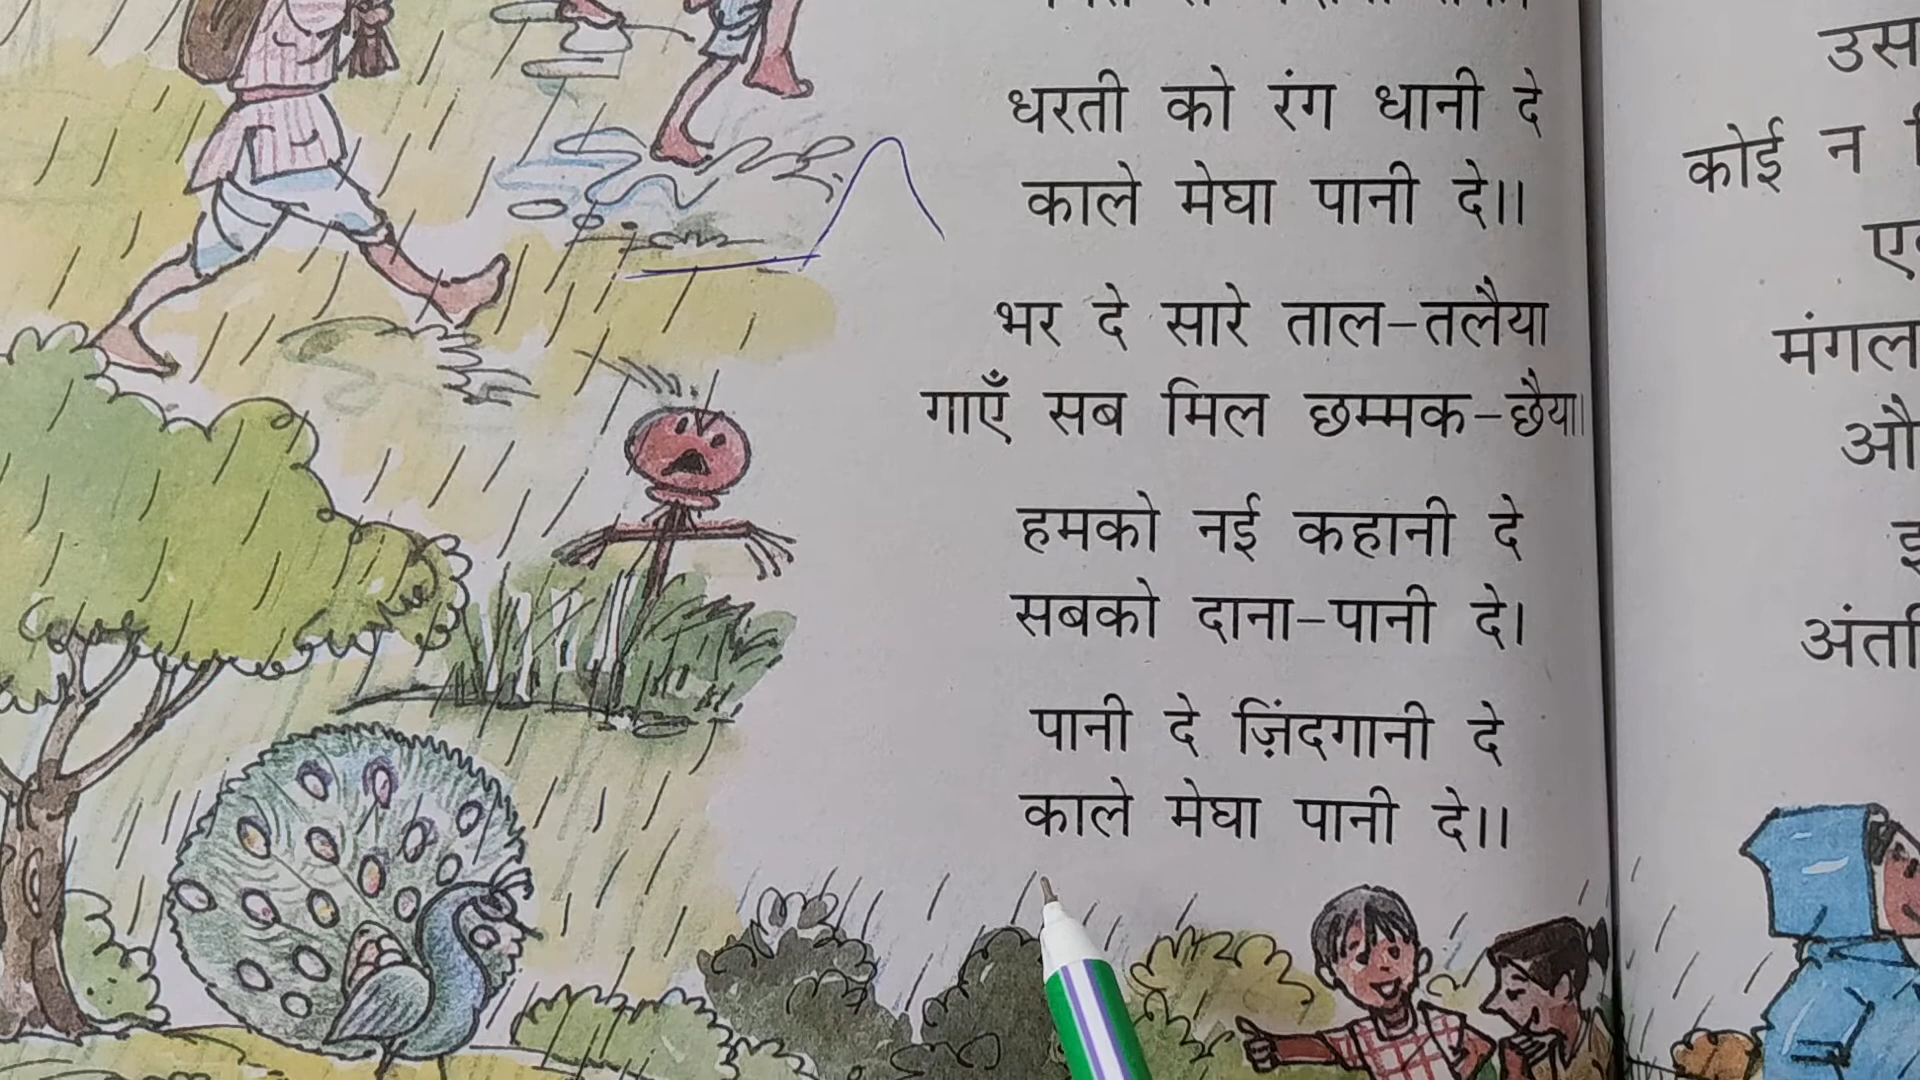 धरती को रंग धानी दे
काले मेघा पानी दे।।
भर दे सारे ताल-तलैया
गाएँ सब मिल छम्मक-छैया।
हमको नई कहानी दे
सबको दाना-पानी दे।
पानी दे ज़िंदगानी दे
काले मेघा पानी दे।।
उस
कोई न
मंगल